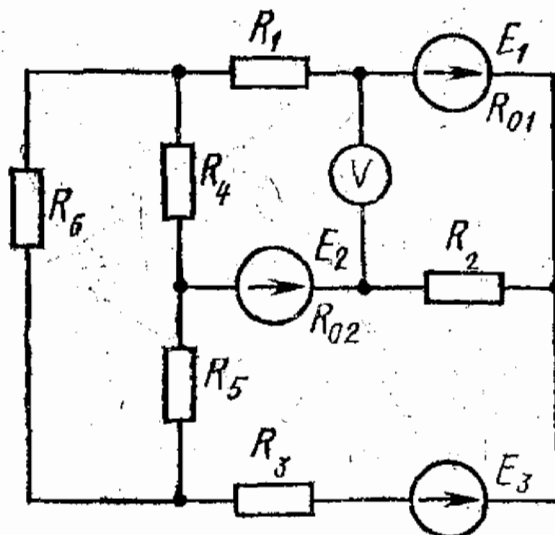 R₁ E₁
R₀₁
V
R₆ R₄
E₂ R₂
R₀₂
R₅
R₃ E₃